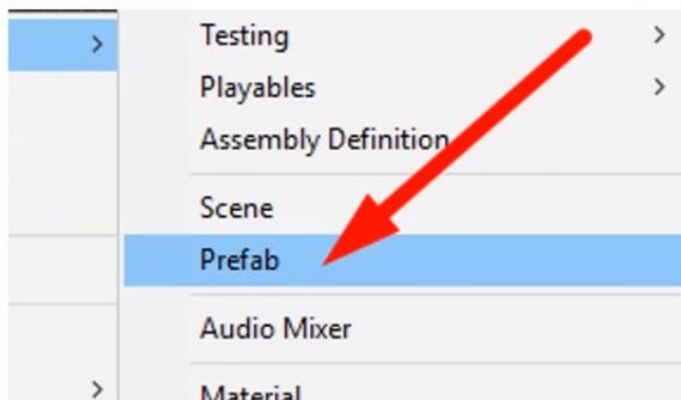 Testing
Playables
Assembly Definition
Scene
Prefab
Audio Mixer
Material